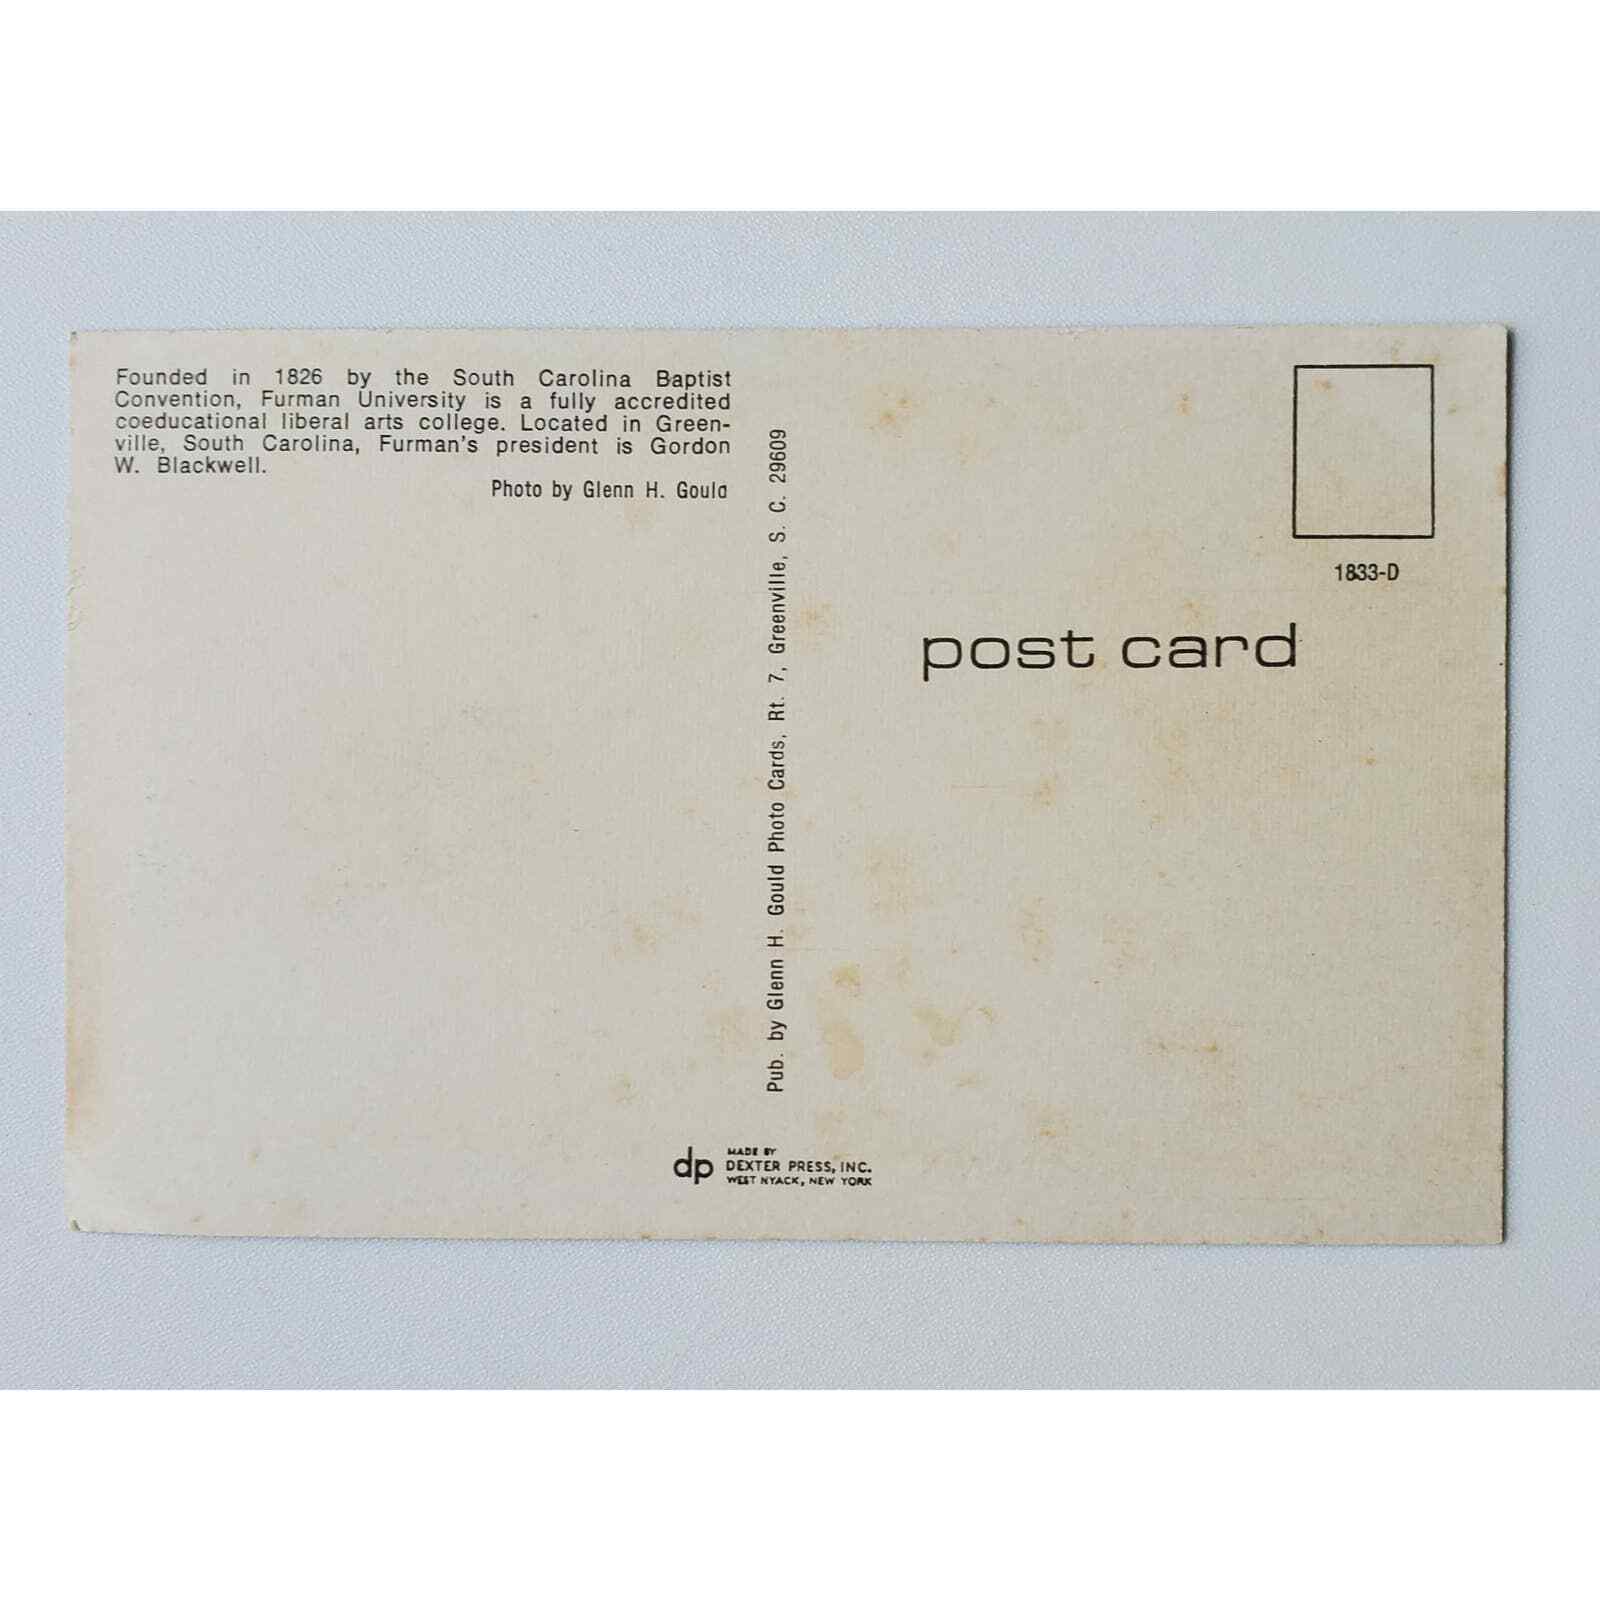 Founded in 1826 by the South Carolina Baptist
Convention, Furman University is a fully accredited
coeducational liberal arts college. Located in Green-
ville, South Carolina, Furman's president is Gordon
W. Blackwell.
Photo by Glenn H. Gould
Pub. by Glenn H. Gould Photo Cards, Rt. 7, Greenville, S. C. 29609
1833-D
post card
dp
MADE BY
DEXTER PRESS, INC.
WEST NYACK, NEW YORK